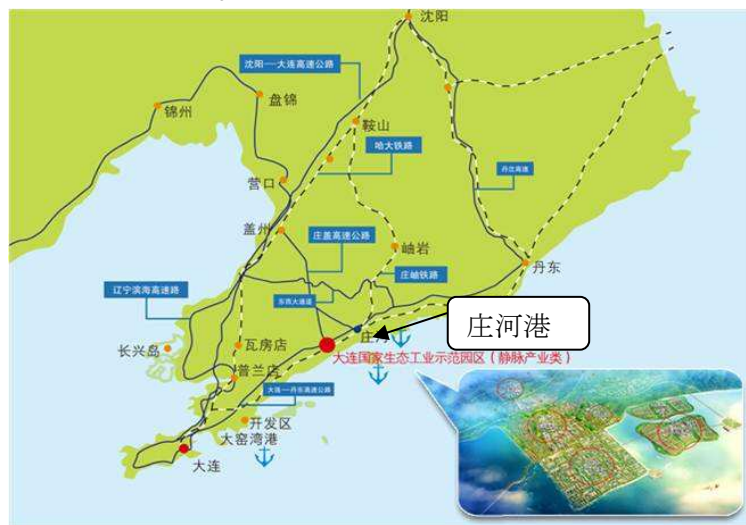 沈阳
沈阳—大连高速公路
盘锦
锦州
鞍山
哈大铁路
丹沈高速
营口
盖州
庄盖高速公路
岫岩
庄岫铁路
丹东
辽宁滨海高速路
东西大通道
庄河港
庄河
长兴岛
瓦房店
大连国家生态工业示范园区（静脉产业类）
普兰店
大连—丹东高速公路
开发区
大窑湾港
大连